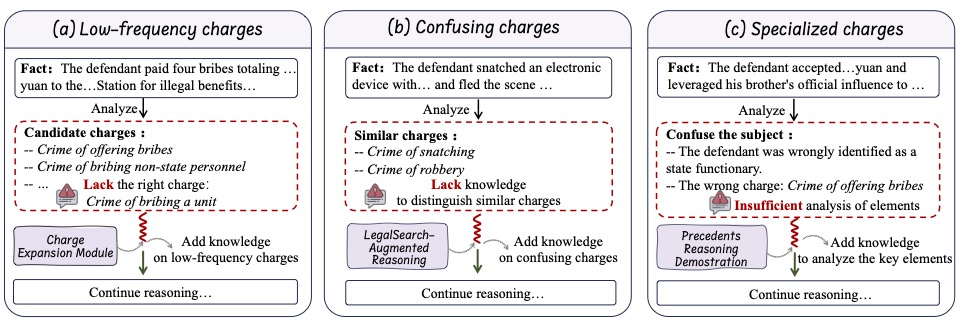 (a) Low-frequency charges
Fact: The defendant paid four bribes totaling ...
yuan to the...Station for illegal benefits...
Analyze
Candidate charges :
-- Crime of offering bribes
-- Crime of bribing non-state personnel
-- ...
Lack the right charge:
Crime of bribing a unit
Charge
Expansion Module
Add knowledge
on low-frequency charges
Continue reasoning...
(b) Confusing charges
Fact: The defendant snatched an electronic
device with... and fled the scene ...
Analyze
Similar charges :
-- Crime of snatching
-- Crime of robbery
Lack knowledge
to distinguish similar charges
LegalSearch-
Augmented
Reasoning
Add knowledge
on confusing charges
Continue reasoning...
(c) Specialized charges
Fact: The defendant accepted...yuan and
leveraged his brother's official influence to ...
Analyze
Confuse the subject :
-- The defendant was wrongly identified as a
state functionary.
-- The wrong charge: Crime of offering bribes
Insufficient analysis of elements
Precedents
Reasoning
Demostration
Add knowledge
to analyze the key elements
Continue reasoning...